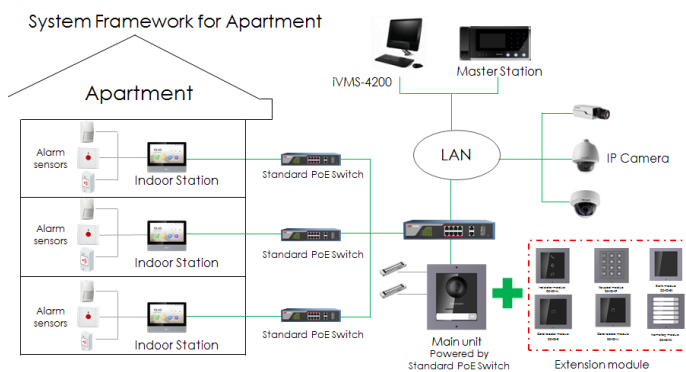 System Framework for Apartment
iVMS-4200
Master Station
Apartment
Alarm
sensors
Indoor Station
Standard PoE Switch
LAN
IP Camera
Alarm
sensors
Indoor Station
Standard PoE Switch
Alarm
sensors
Indoor Station
Standard PoE Switch
Main unit
Powered by
Standard PoE Switch
Extension module